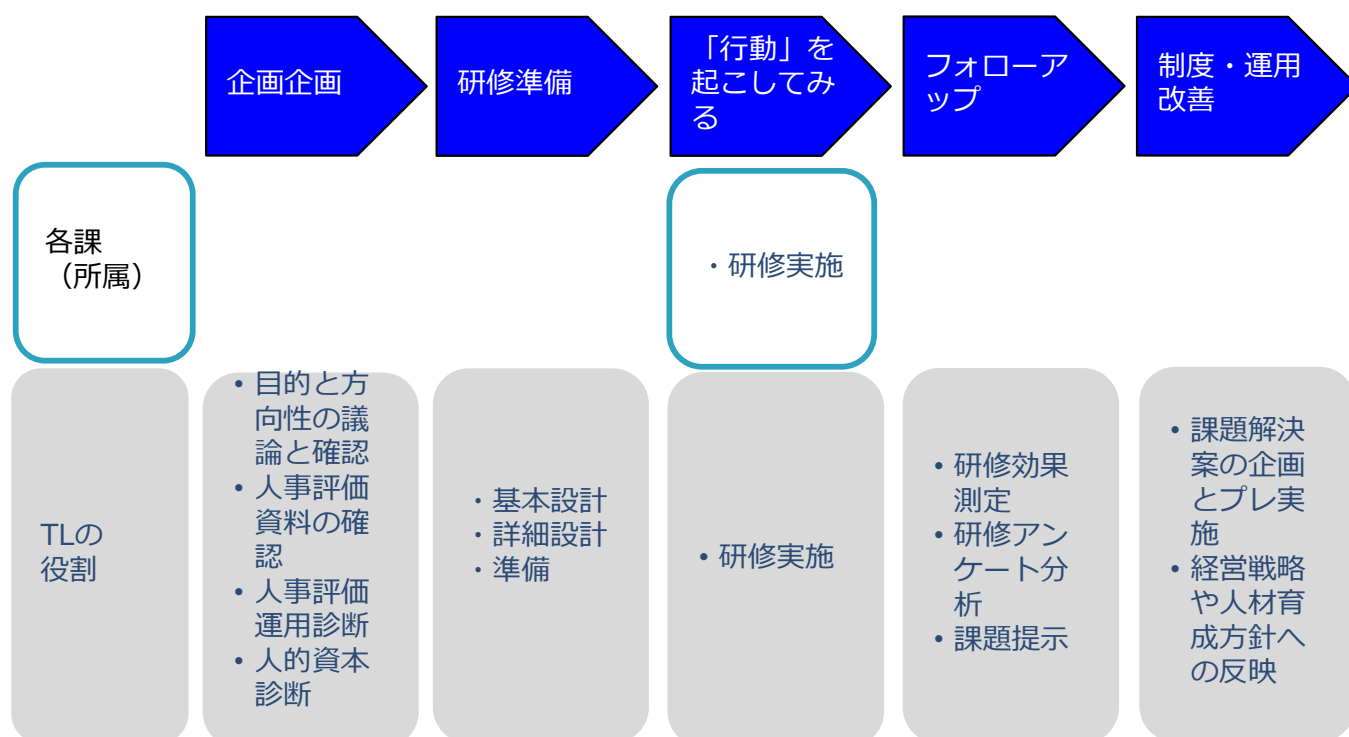 企画企画
研修準備
「行動」を
起こしてみ
る
フォローア
ップ
制度・運用
改善
各課
（所属）
・研修実施
TLの
役割
• 目的と方
向性の議
論と確認
• 人事評価
資料の確
認
• 人事評価
運用診断
• 人的資本
診断
・基本設計
・詳細設計
・準備
• 研修実施
• 研修効果
測定
• 研修アン
ケート分
析
• 課題提示
• 課題解決
案の企画
とプレ実
施
• 経営戦略
や人材育
成方針へ
の反映